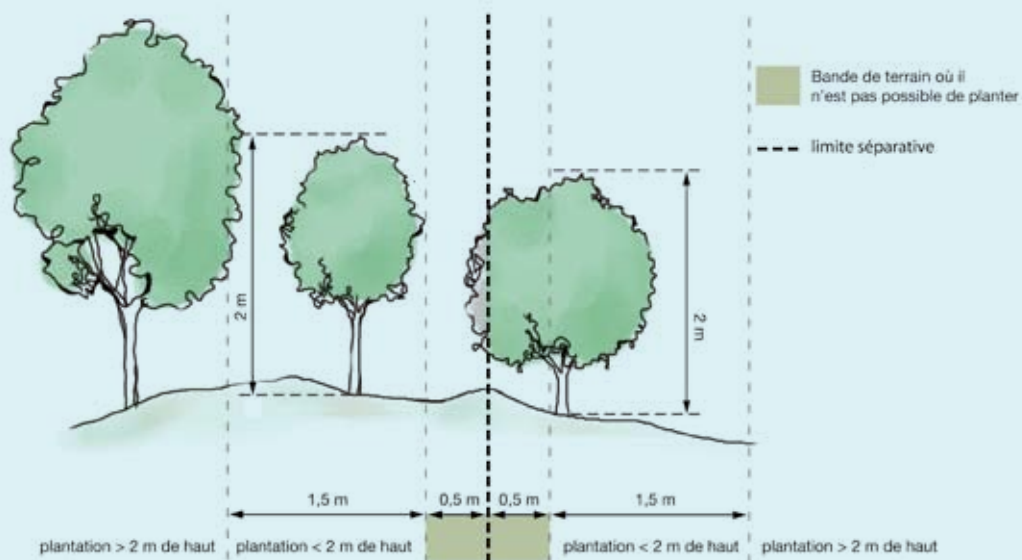 Bande de terrain où il
n'est pas possible de planter
limite séparative
2 m
2 m
1,5 m
0,5 m
0,5 m
1,5 m
plantation > 2 m de haut
plantation < 2 m de haut
plantation < 2 m de haut
plantation > 2 m de haut